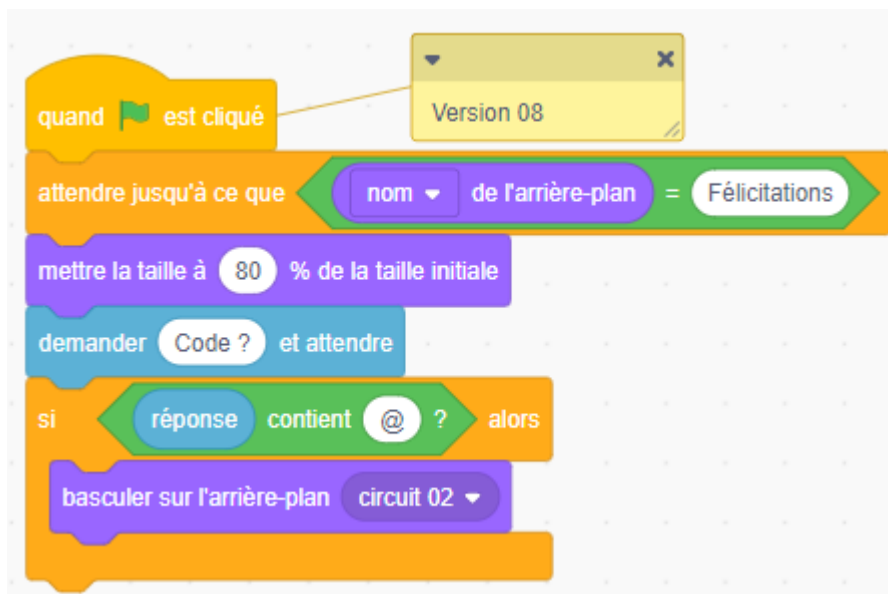 Version 08
quand est cliqué
attendre jusqu'à ce que nom de l'arrière-plan = Félicitations
mettre la taille à 80 % de la taille initiale
demander Code ? et attendre
si réponse contient @ ? alors
basculer sur l'arrière-plan circuit 02